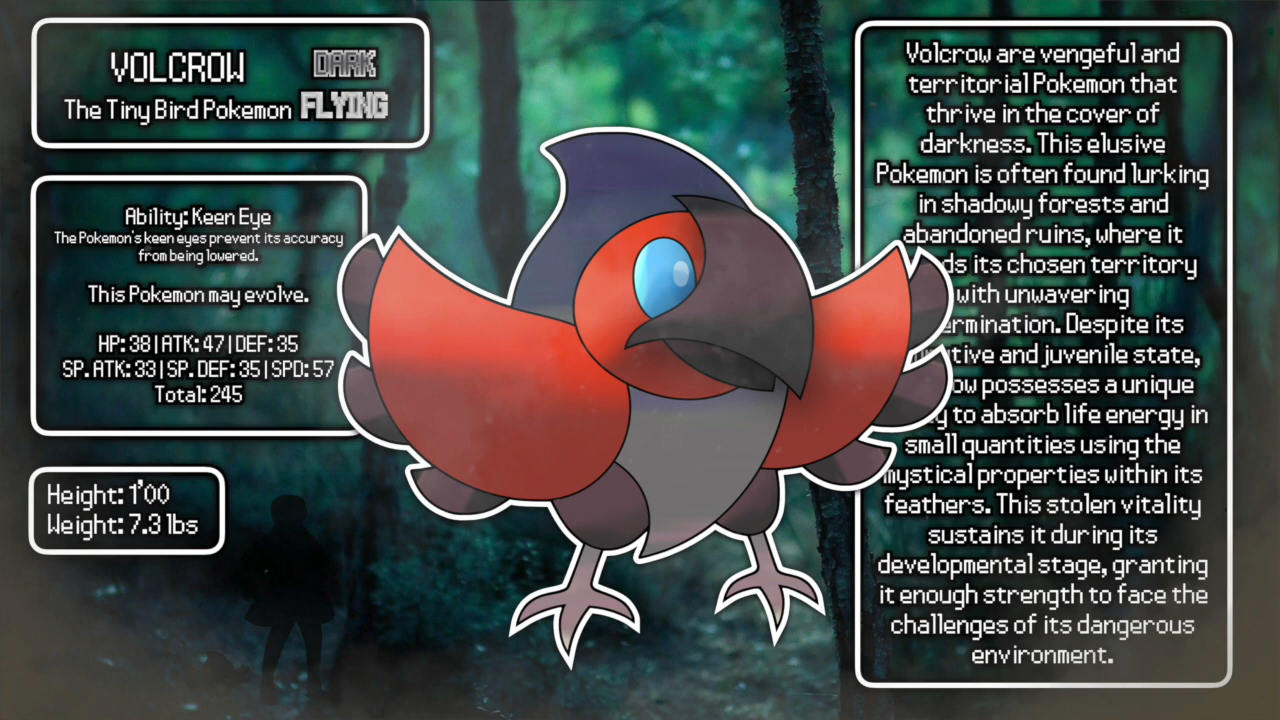 VOLCROW
DARK
The Tiny Bird Pokemon
FLYING
Ability: Keen Eye
The Pokemon's keen eyes prevent its accuracy
from being lowered.
This Pokemon may evolve.
HP: 38 | ATK: 47 | DEF: 35
SP. ATK: 33 | SP. DEF: 35 | SPD: 57
Total: 245
Height: 1'00
Weight: 7.3 lbs
Volcrow are vengeful and
territorial Pokemon that
thrive in the cover of
darkness. This elusive
Pokemon is often found lurking
in shadowy forests and
abandoned ruins, where it
its chosen territory
with unwavering
Despite its
and juvenile state,
possesses a unique
to absorb life energy in
small quantities using the
mystical properties within its
feathers. This stolen vitality
sustains it during its
developmental stage, granting
it enough strength to face the
challenges of its dangerous
environment.